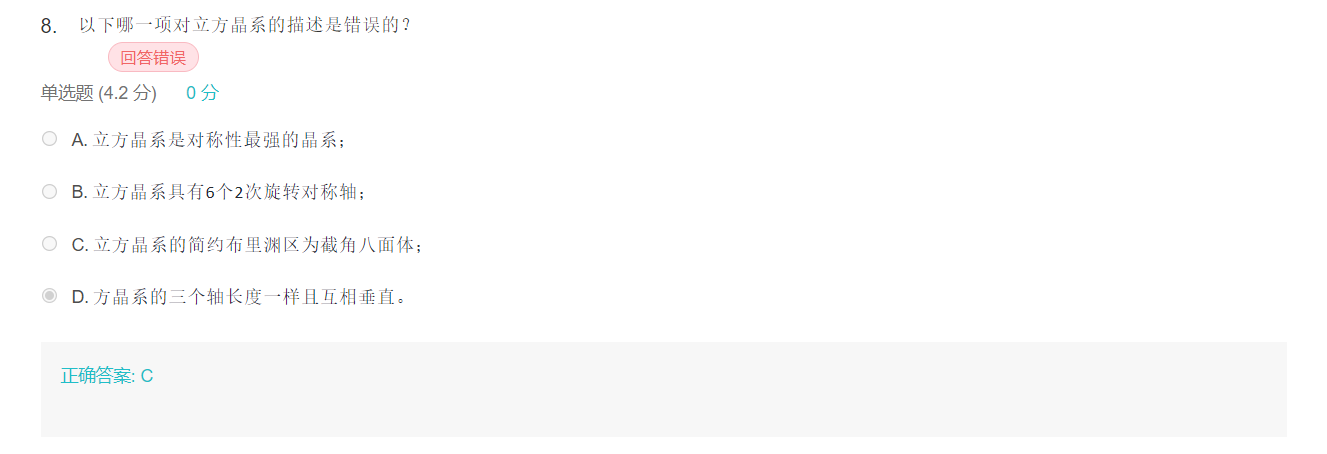 8. 以下哪一项对立方晶系的描述是错误的？
回答错误
单选题 (4.2 分) 0 分
A. 立方晶系是对称性最强的晶系；
B. 立方晶系具有6个2次旋转对称轴；
C. 立方晶系的简约布里渊区为截角八面体；
D. 方晶系的三个轴长度一样且互相垂直。
正确答案: C